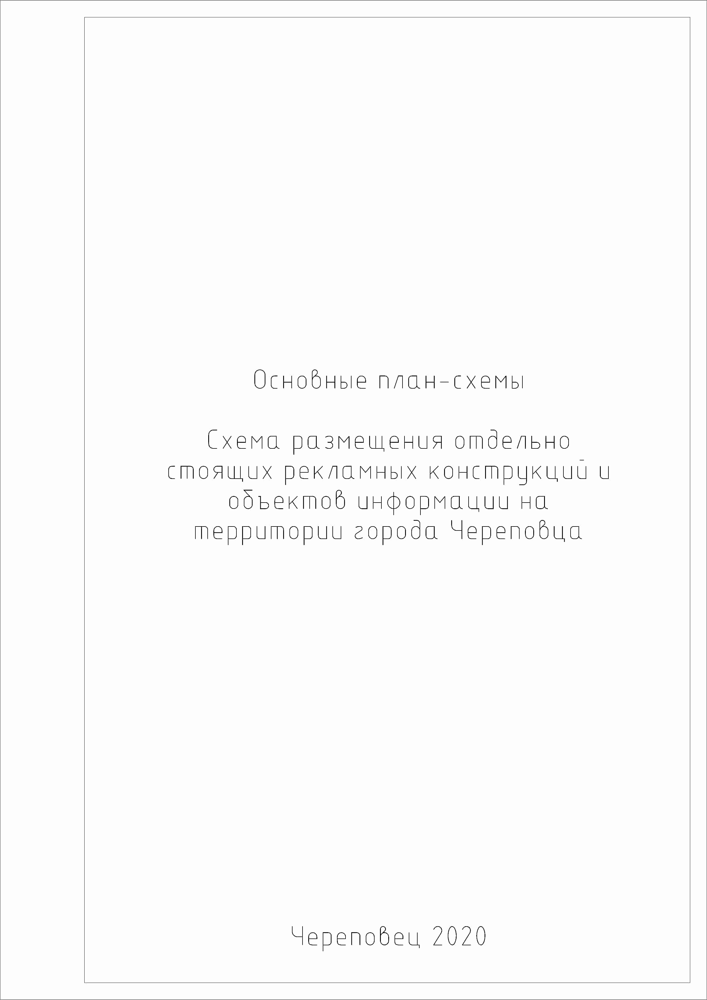 Основные план-схемы
Схема размещения отдельно
стоящих рекламных конструкций и
объектов информации на
территории города Череповца
Череповец 2020